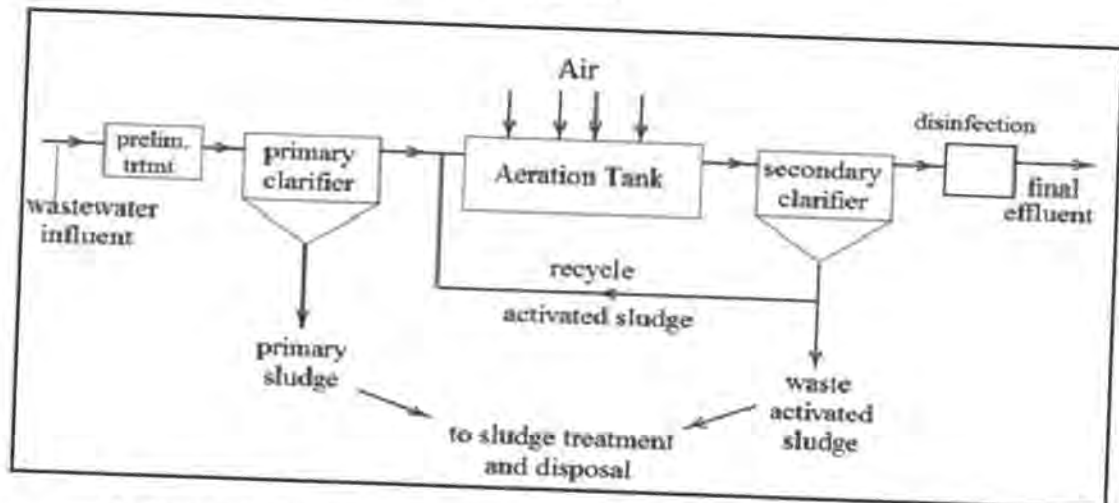 Air
disinfection
prelim.
trtmt
primary
clarifier
Aeration Tank
secondary
clarifier
final
effluent
wastewater
influent
recycle
activated sludge
primary
sludge
waste
activated
sludge
to sludge treatment
and disposal